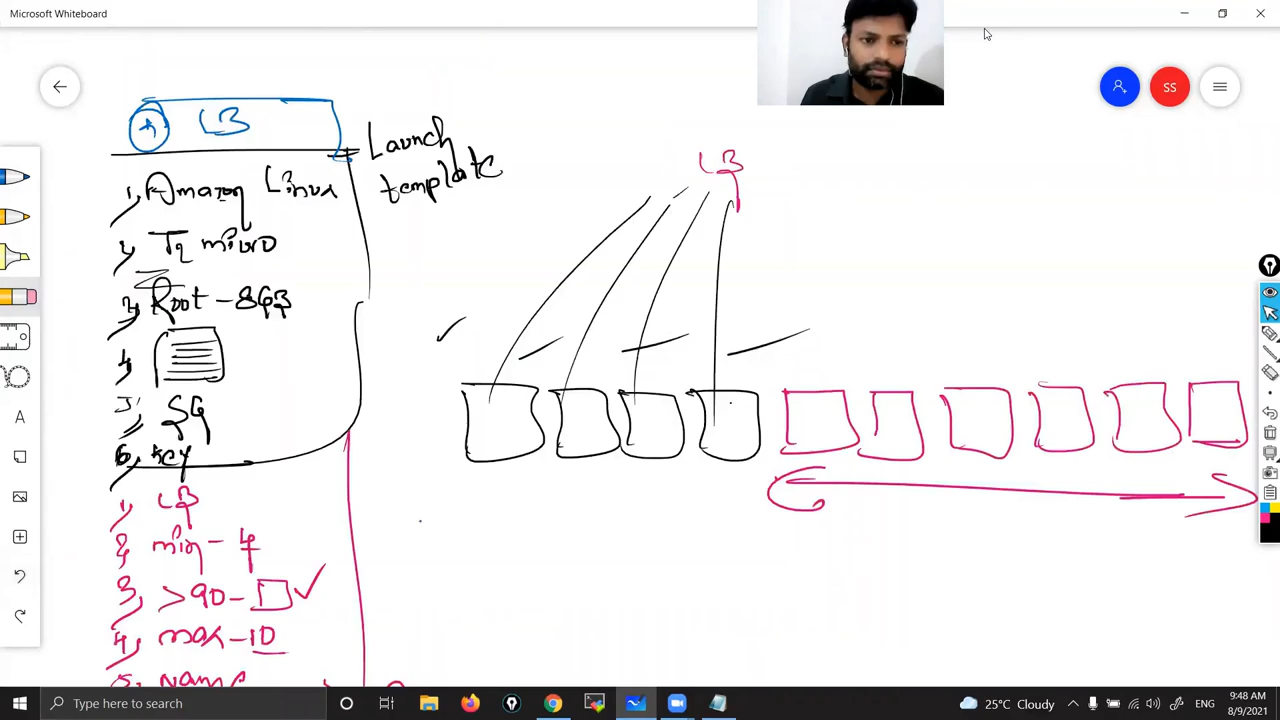 Microsoft Whiteboard
SS
LB
Launch
template
1, Amazon Linux
2, T2 micro
3, Root - 8GB
4,
5, SG
6, key
1, LB
2, min - 4
3, >90 -
4, max - 10
5. Name
LB
A
Type here to search
25°C Cloudy
ENG
9:48 AM
8/9/2021